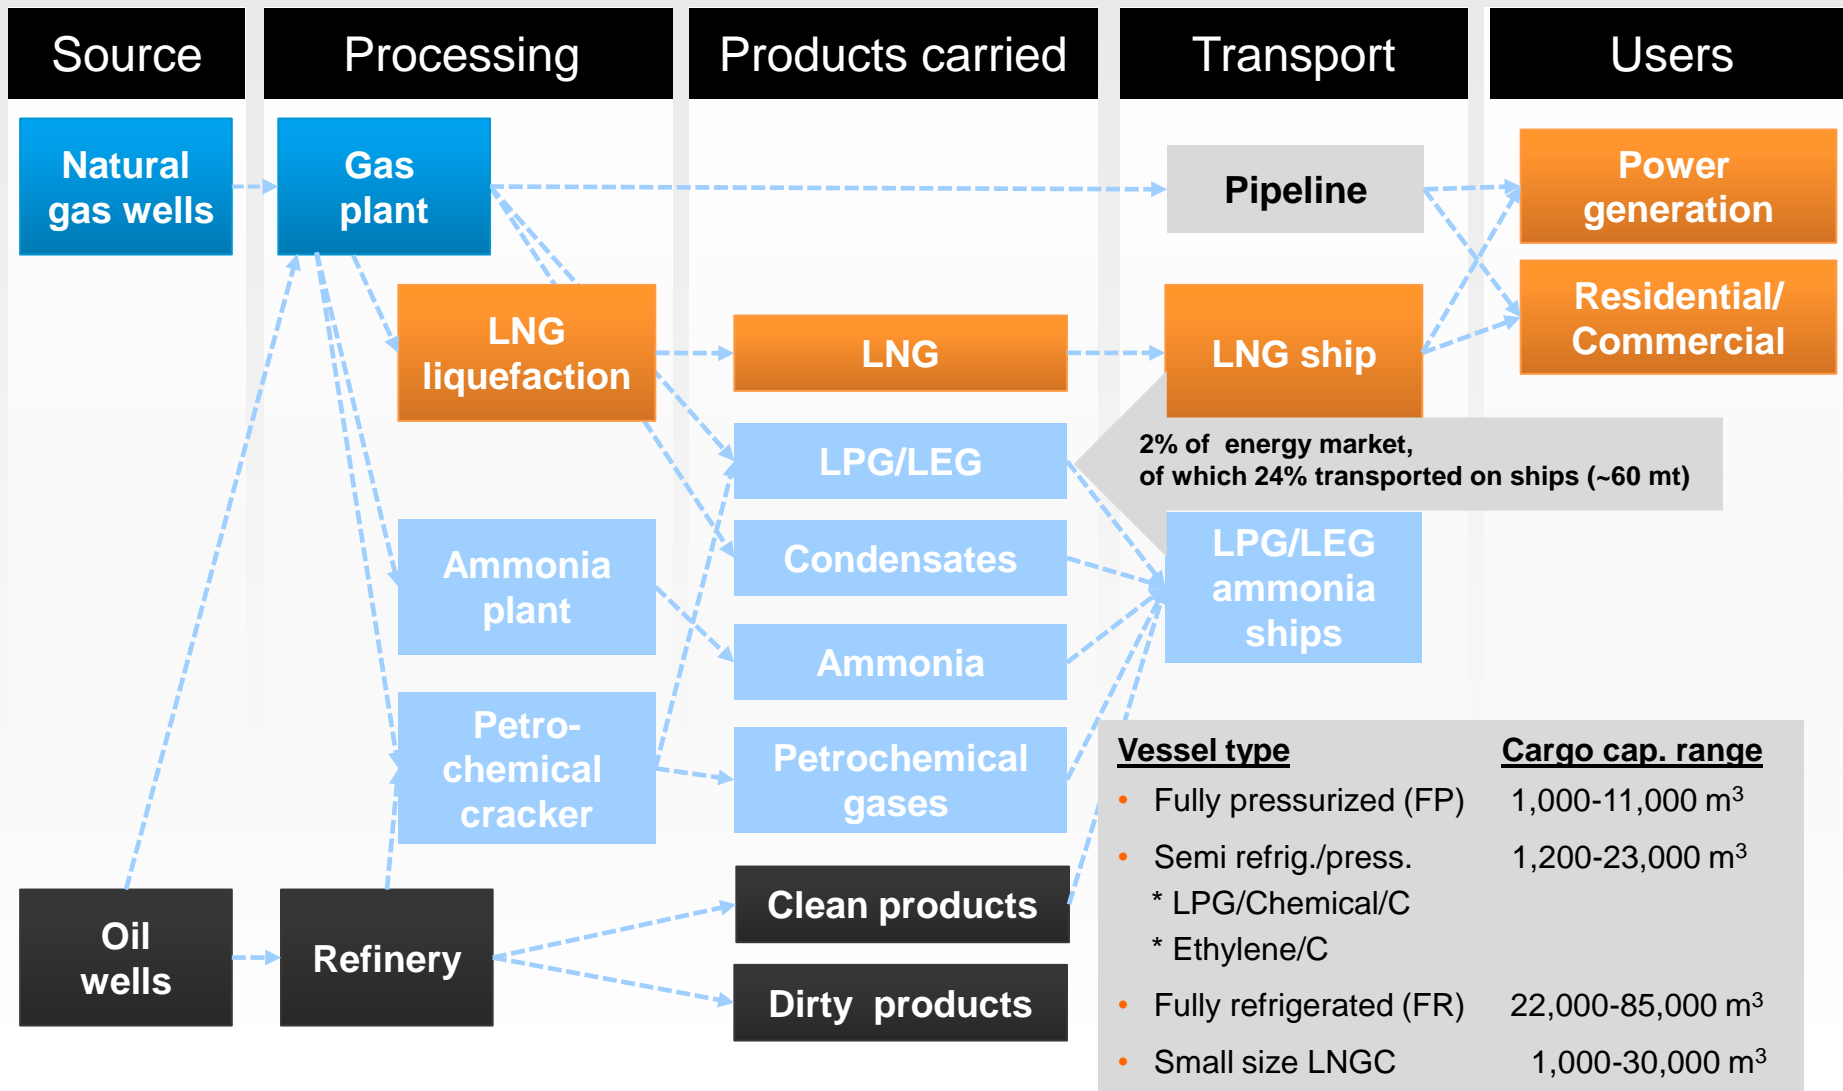 Source
Processing
Products carried
Transport
Users
Natural
gas wells
Gas
plant
Pipeline
Power
generation
Residential/
Commercial
LNG
liquefaction
LNG
LNG ship
2% of energy market,
of which 24% transported on ships (~60 mt)
LPG/LEG
Condensates
LPG/LEG
ammonia
ships
Ammonia
plant
Ammonia
Petro-
chemical
cracker
Petrochemical
gases
Oil
wells
Refinery
Clean products
Dirty products
Vessel type Cargo cap. range
• Fully pressurized (FP) 1,000-11,000 m³
• Semi refrig./press. 1,200-23,000 m³
* LPG/Chemical/C
* Ethylene/C
• Fully refrigerated (FR) 22,000-85,000 m³
• Small size LNGC 1,000-30,000 m³